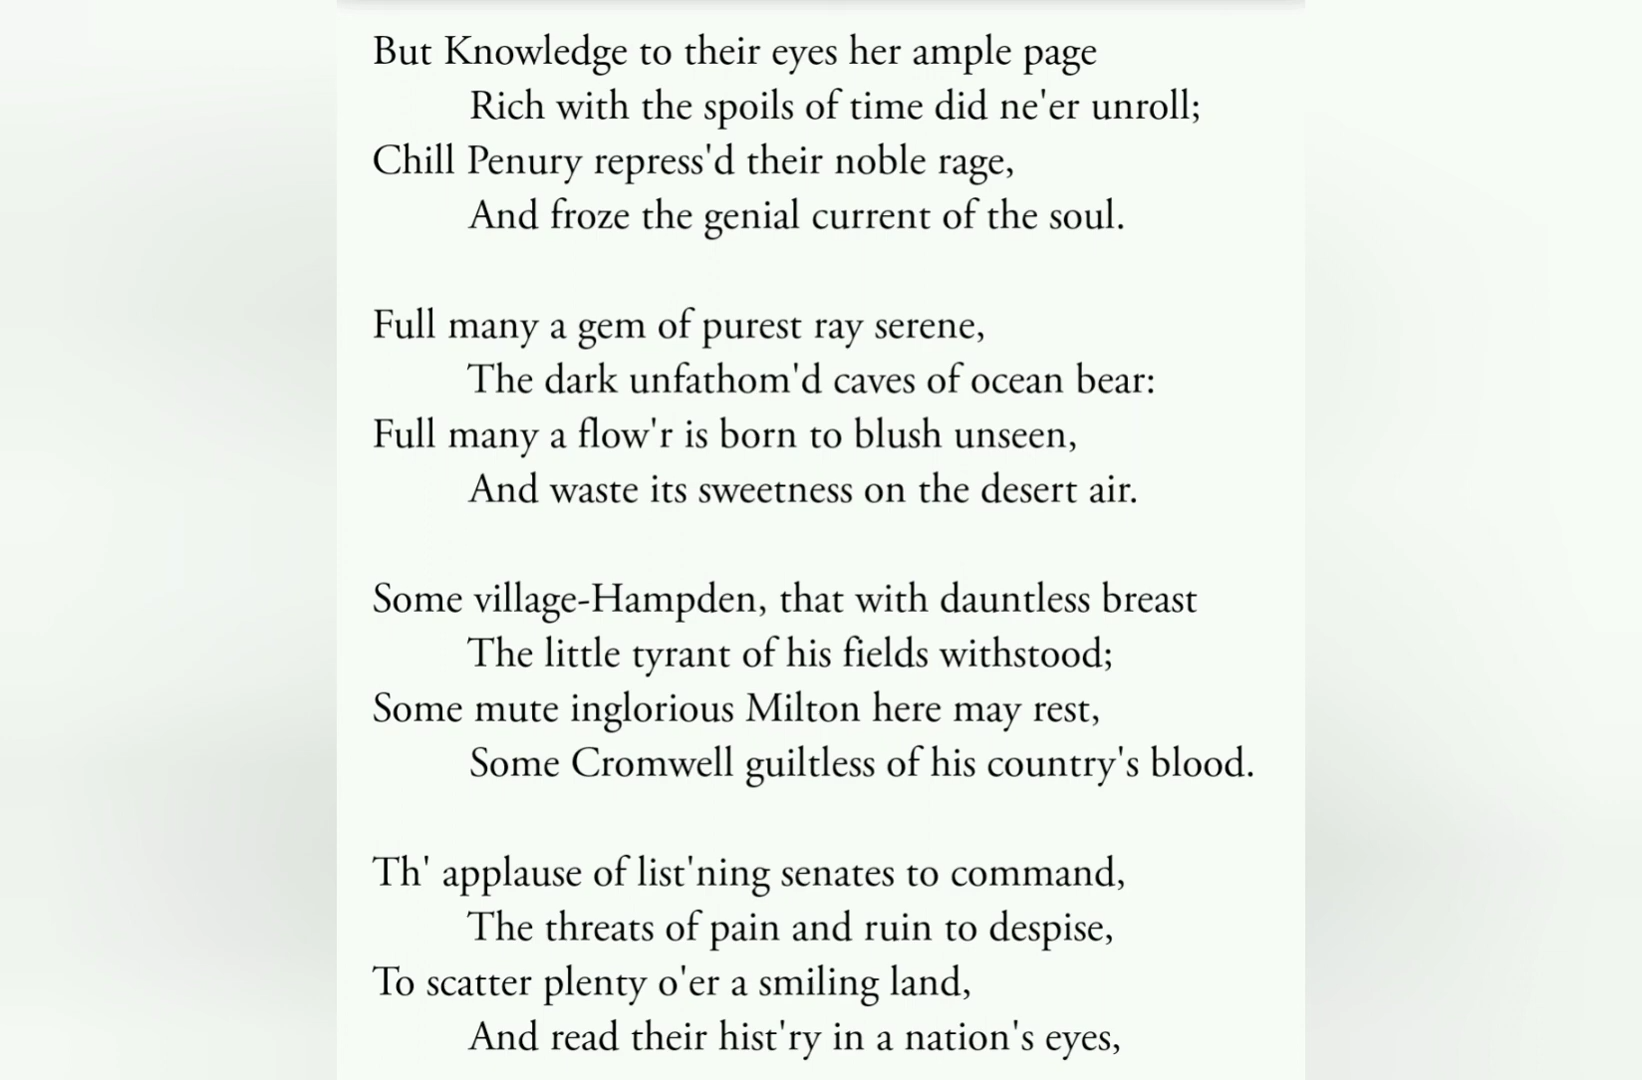 But Knowledge to their eyes her ample page
Rich with the spoils of time did ne'er unroll;
Chill Penury repress'd their noble rage,
And froze the genial current of the soul.
Full many a gem of purest ray serene,
The dark unfathom'd caves of ocean bear:
Full many a flow'r is born to blush unseen,
And waste its sweetness on the desert air.
Some village-Hampden, that with dauntless breast
The little tyrant of his fields withstood;
Some mute inglorious Milton here may rest,
Some Cromwell guiltless of his country's blood.
Th' applause of list'ning senates to command,
The threats of pain and ruin to despise,
To scatter plenty o'er a smiling land,
And read their hist'ry in a nation's eyes,